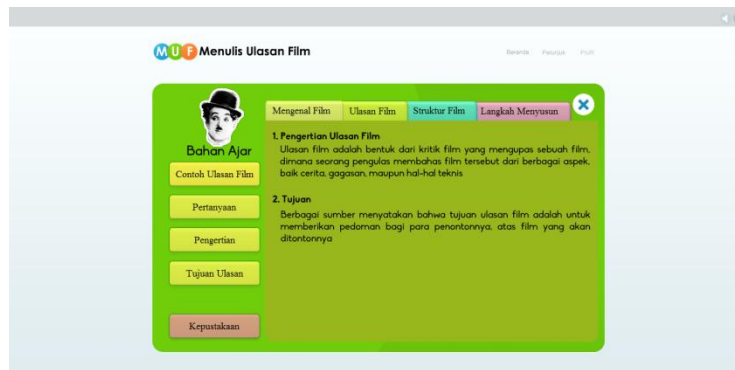 MUF Menulis Ulasan Film
Beranda Petunjuk Profil
Mengenal Film Ulasan Film Struktur Film Langkah Menyusun
Bahan Ajar
Contoh Ulasan Film
Pertanyaan
Pengertian
Tujuan Ulasan
Kepustakaan
1. Pengertian Ulasan Film
Ulasan film adalah bentuk dari kritik film yang mengupas sebuah film,
dimana seorang pengulas membahas film tersebut dari berbagai aspek,
baik cerita, gagasan, maupun hal-hal teknis
2. Tujuan
Berbagai sumber menyatakan bahwa tujuan ulasan film adalah untuk
memberikan pedoman bagi para penontonnya, atas film yang akan
ditontonnya